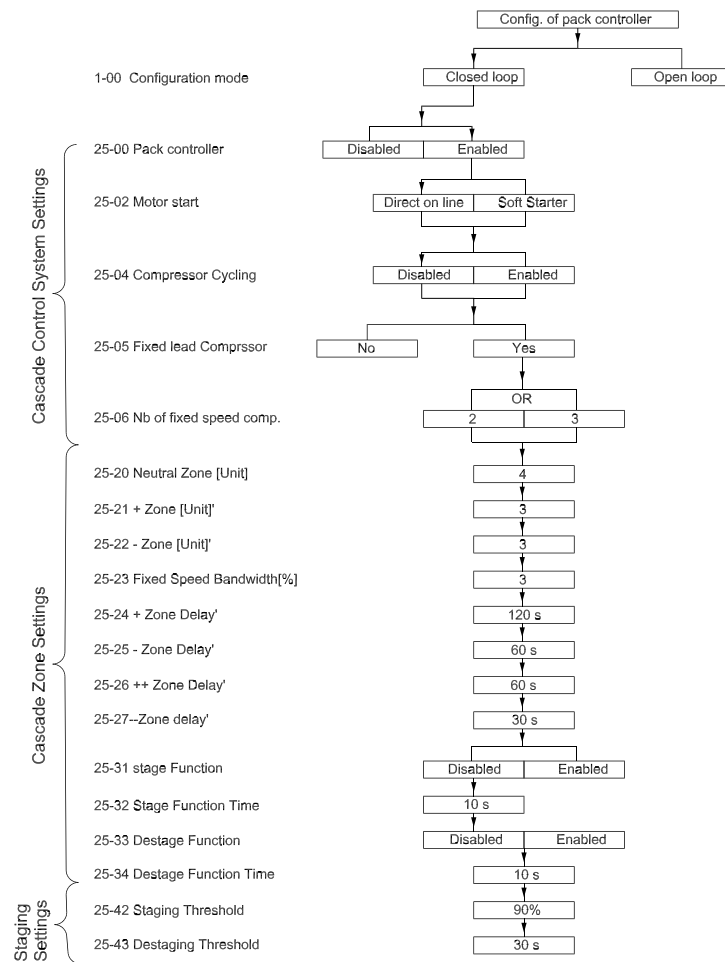 Config. of pack controller
1-00 Configuration mode
Closed loop
Open loop
25-00 Pack controller
Disabled
Enabled
25-02 Motor start
Direct on line
Soft Starter
25-04 Compressor Cycling
Disabled
Enabled
25-05 Fixed lead Comprssor
No
Yes
OR
25-06 Nb of fixed speed comp.
2
3
Cascade Control System Settings
25-20 Neutral Zone [Unit]
4
25-21 + Zone [Unit]'
3
25-22 - Zone [Unit]'
3
25-23 Fixed Speed Bandwidth[%]
3
25-24 + Zone Delay'
120 s
25-25 - Zone Delay'
60 s
25-26 ++ Zone Delay'
60 s
25-27--Zone delay'
30 s
25-31 stage Function
Disabled
Enabled
25-32 Stage Function Time
10 s
25-33 Destage Function
Disabled
Enabled
25-34 Destage Function Time
10 s
Cascade Zone Settings
25-42 Staging Threshold
90%
25-43 Destaging Threshold
30 s
Staging
Settings